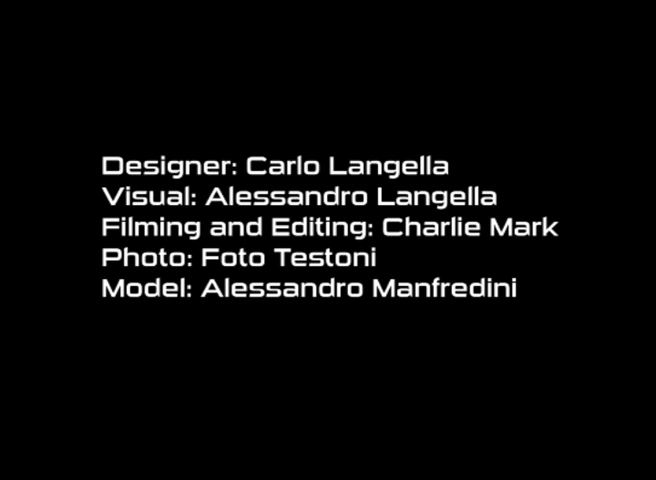 Designer: Carlo Langella
Visual: Alessandro Langella
Filming and Editing: Charlie Mark
Photo: Foto Testoni
Model: Alessandro Manfredini